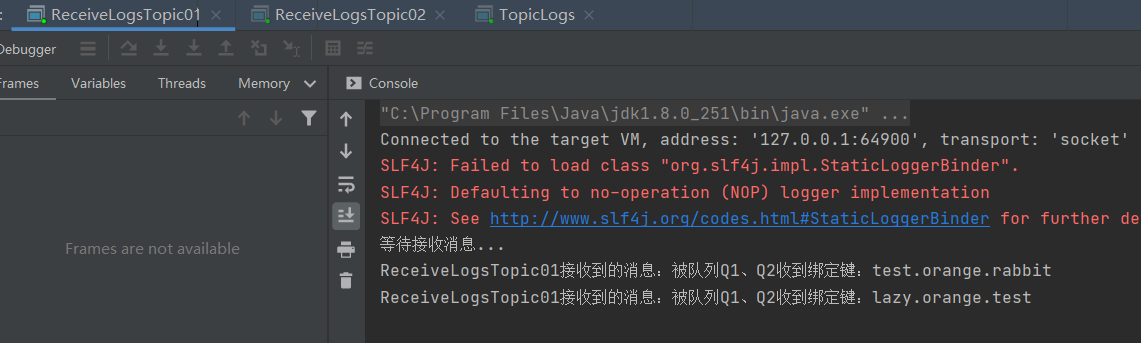 : ReceiveLogsTopic01 × ReceiveLogsTopic02 × TopicLogs ×
Debugger
Frames Variables Threads Memory Console
"C:\Program Files\Java\jdk1.8.0_251\bin\java.exe" ...
Connected to the target VM, address: '127.0.0.1:64900', transport: 'socket'
SLF4J: Failed to load class "org.slf4j.impl.StaticLoggerBinder".
SLF4J: Defaulting to no-operation (NOP) logger implementation
SLF4J: See http://www.slf4j.org/codes.html#StaticLoggerBinder for further de
Frames are not available
等待接收消息...
ReceiveLogsTopic01接收到的消息：被队列Q1、Q2收到绑定键：test.orange.rabbit
ReceiveLogsTopic01接收到的消息：被队列Q1、Q2收到绑定键：lazy.orange.test